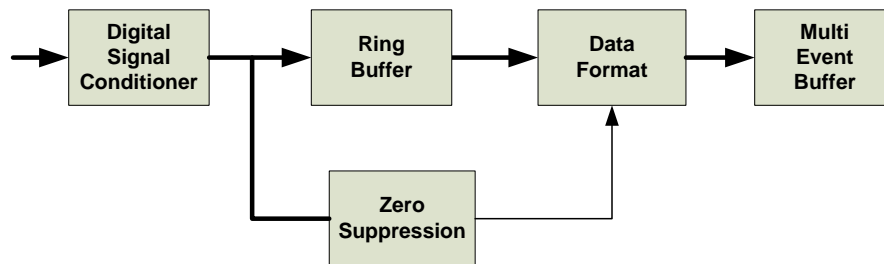 Digital
Signal
Conditioner
Ring
Buffer
Data
Format
Multi
Event
Buffer
Zero
Suppression